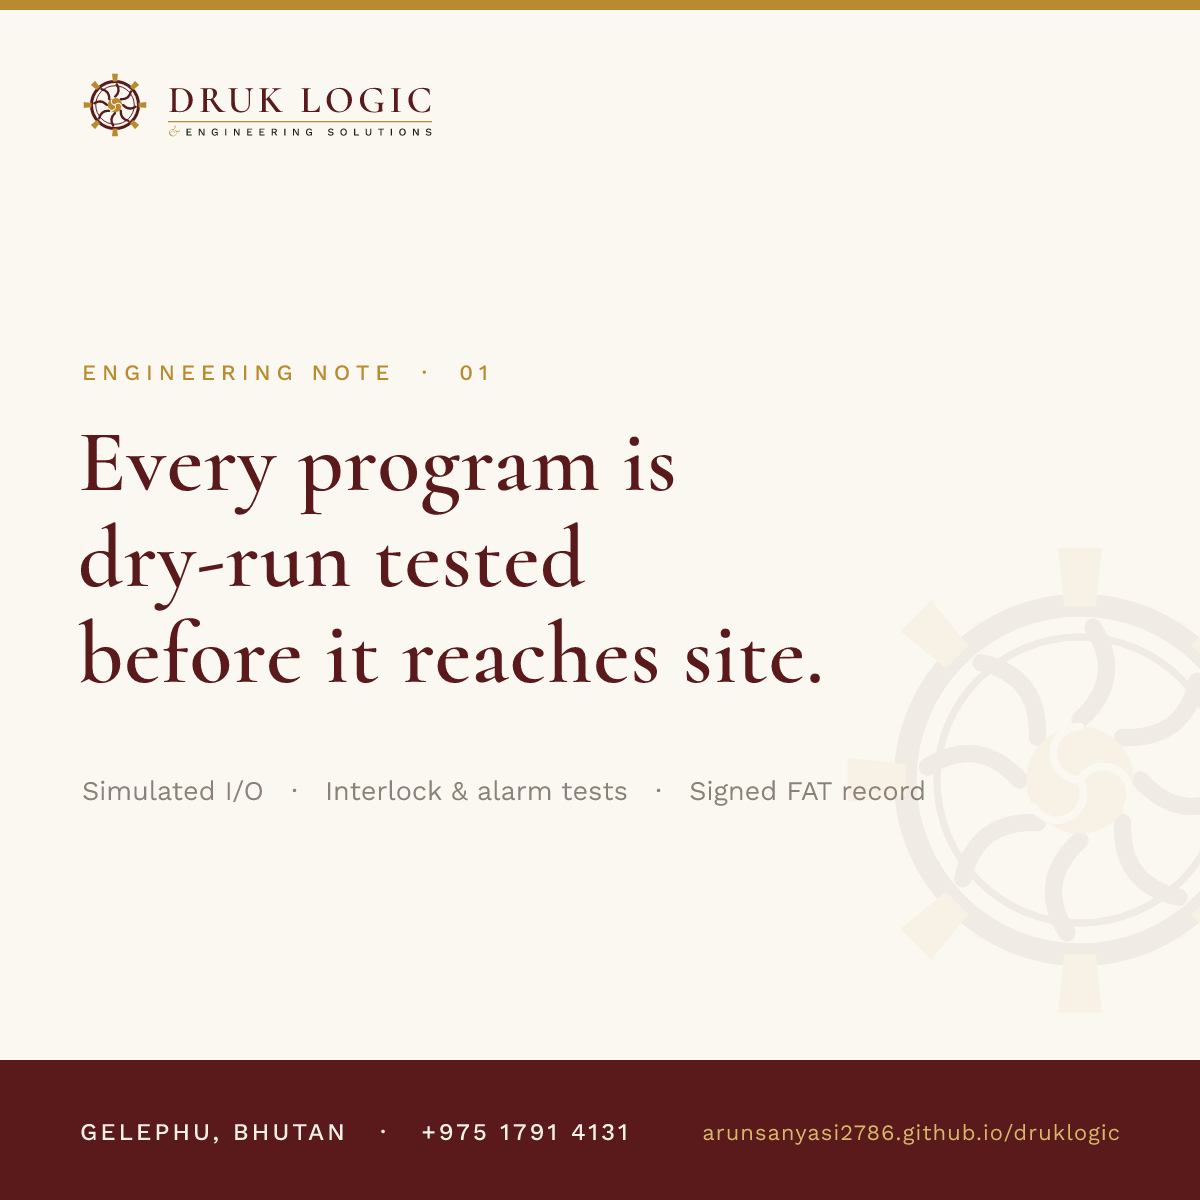 DRUK LOGIC
& ENGINEERING SOLUTIONS
ENGINEERING NOTE · 01
Every program is
dry-run tested
before it reaches site.
Simulated I/O · Interlock & alarm tests · Signed FAT record
GELEPHU, BHUTAN · +975 1791 4131 arunsanyasi2786.github.io/druklogic